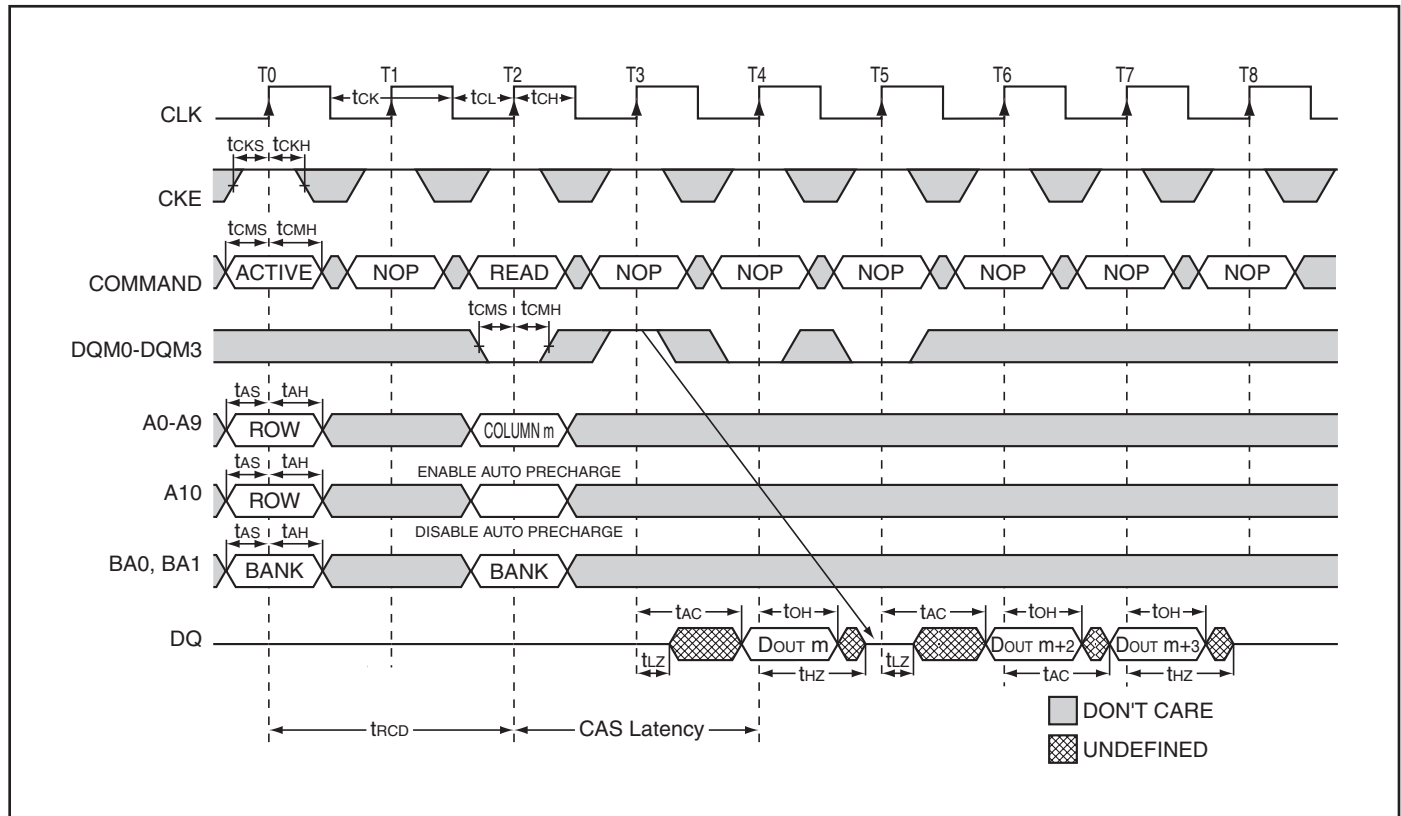 T0 T1 T2 T3 T4 T5 T6 T7 T8
CLK
tCK tCL tCH
tCKS tCKH
CKE
tCMS tCMH
COMMAND
ACTIVE NOP READ NOP NOP NOP NOP NOP NOP
tCMS tCMH
DQM0-DQM3
tAS tAH
A0-A9
ROW COLUMN m
tAS tAH
ENABLE AUTO PRECHARGE
A10
ROW
tAS tAH
DISABLE AUTO PRECHARGE
BA0, BA1
BANK BANK
tAC tOH tAC tOH tOH
DQ
DOUT m DOUT m+2 DOUT m+3
tLZ tHZ tLZ tAC tHZ
DON'T CARE
tRCD CAS Latency
UNDEFINED